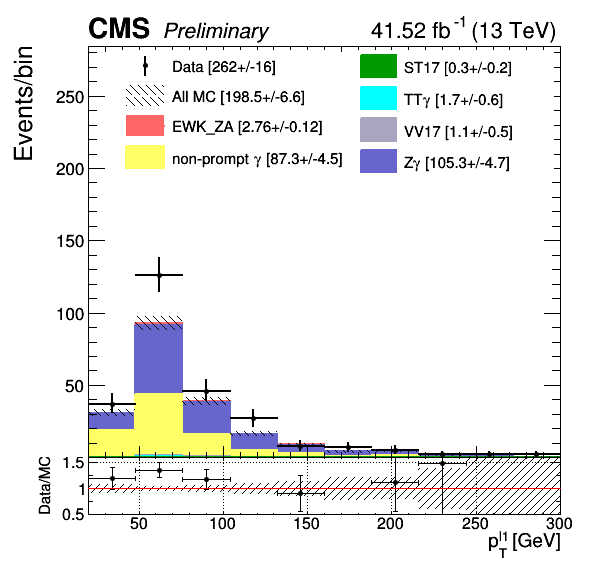 CMS Preliminary 41.52 fb⁻¹ (13 TeV)
Events/bin
Data [262+/-16]
All MC [198.5+/-6.6]
EWK_ZA [2.76+/-0.12]
non-prompt γ [87.3+/-4.5]
ST17 [0.3+/-0.2]
TTγ [1.7+/-0.6]
VV17 [1.1+/-0.5]
Zγ [105.3+/-4.7]
250
200
150
100
50
Data/MC
1.5
1
0.5
50 100 150 200 250 300
p_T^l1 [GeV]